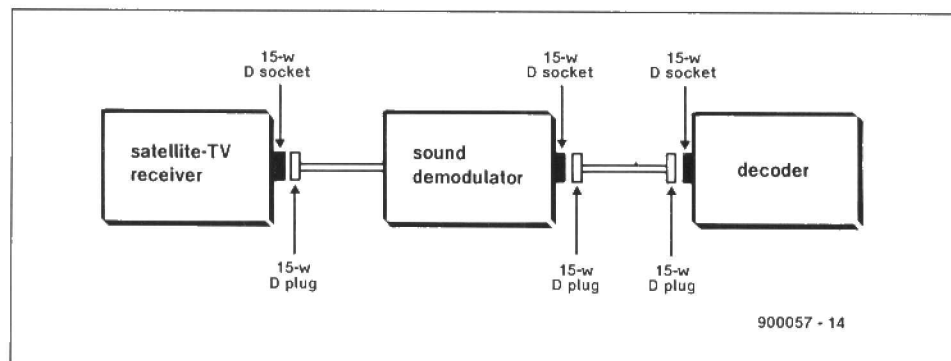 15-w
D socket
15-w
D socket
15-w
D socket
satellite-TV
receiver
sound
demodulator
decoder
15-w
D plug
15-w
D plug
15-w
D plug
900057 - 14